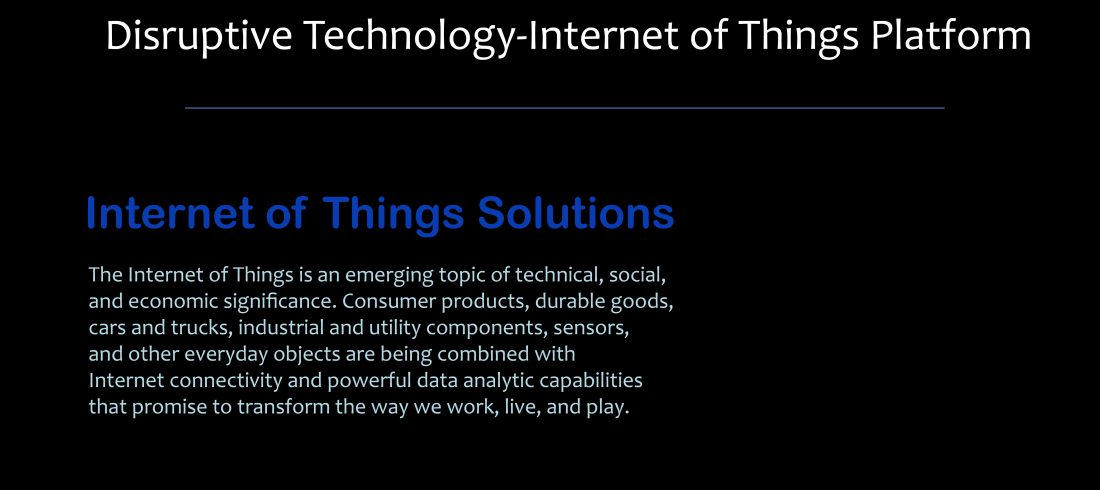 Disruptive Technology-Internet of Things Platform
Internet of Things Solutions
The Internet of Things is an emerging topic of technical, social,
and economic significance. Consumer products, durable goods,
cars and trucks, industrial and utility components, sensors,
and other everyday objects are being combined with
Internet connectivity and powerful data analytic capabilities
that promise to transform the way we work, live, and play.